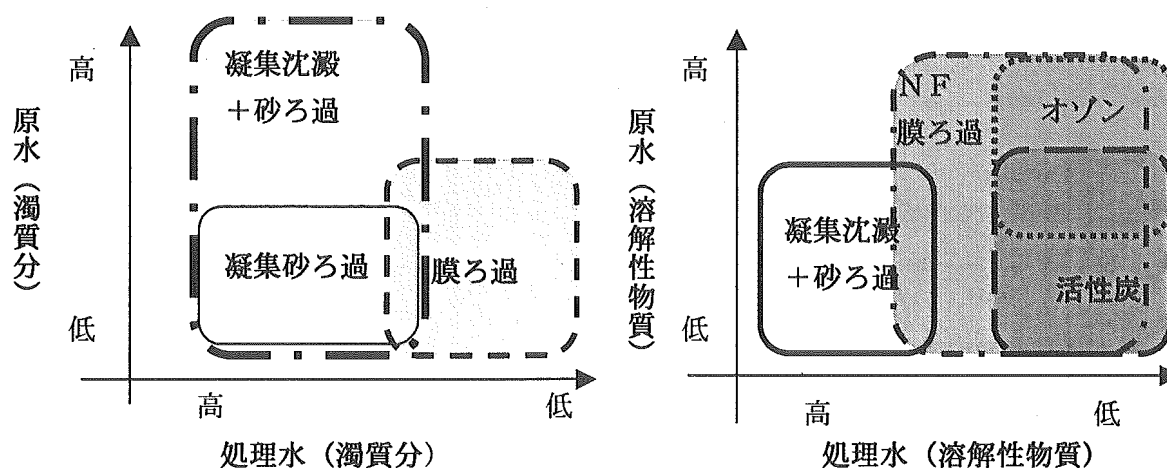 高
原水（濁質分）
低
凝集沈澱
＋砂ろ過
凝集砂ろ過
膜ろ過
高
低
処理水（濁質分）
高
原水（溶解性物質）
低
ＮＦ
膜ろ過
オゾン
凝集沈澱
＋砂ろ過
活性炭
高
低
処理水（溶解性物質）